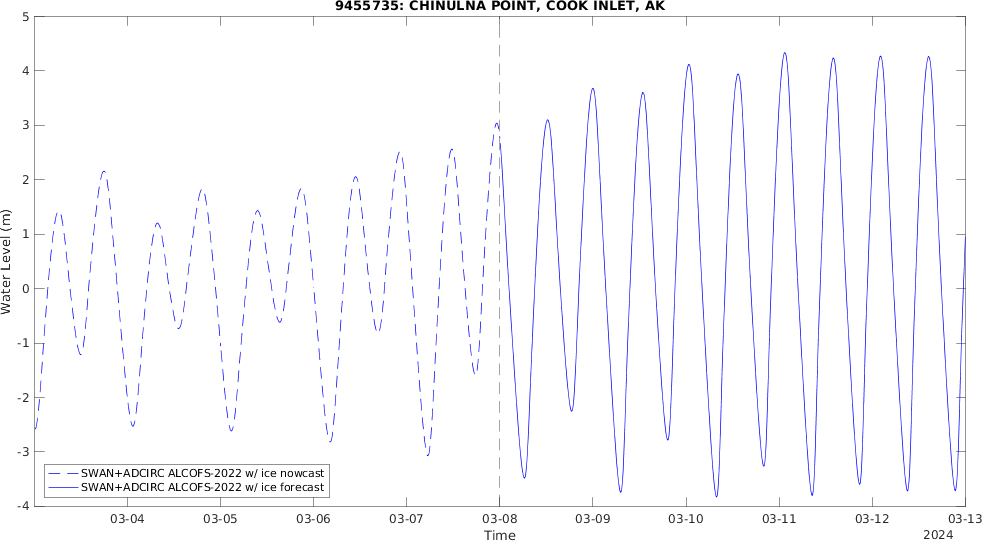 9455735: CHINULNA POINT, COOK INLET, AK
5
4
3
2
1
0
-1
-2
-3
-4
Water Level (m)
SWAN+ADCIRC ALCOFS-2022 w/ ice nowcast
SWAN+ADCIRC ALCOFS-2022 w/ ice forecast
03-04 03-05 03-06 03-07 03-08 03-09 03-10 03-11 03-12 03-13
Time
2024